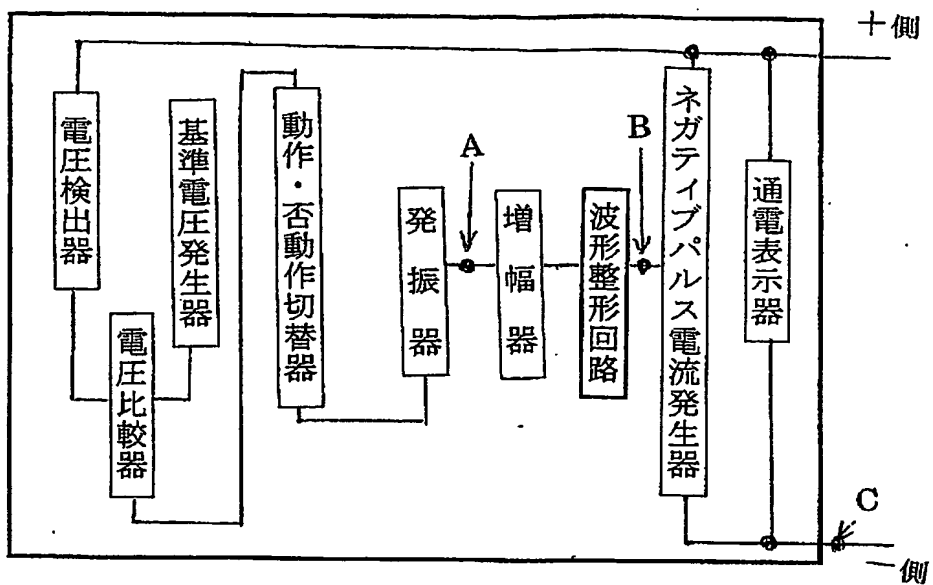 +側
電圧検出器
基準電圧発生器
電圧比較器
動作・否動作切替器
発振器
A
増幅器
波形整形回路
B
ネガティブパルス電流発生器
通電表示器
C
一側